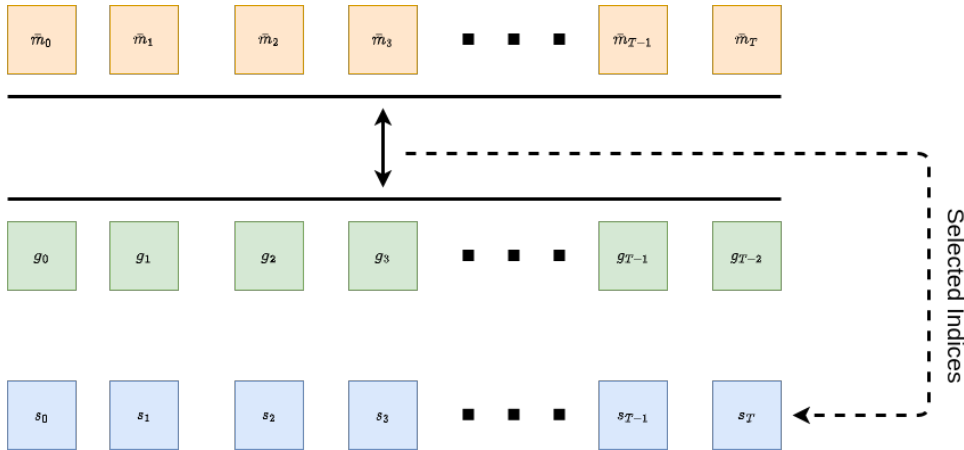 m̄₀ m̄₁ m̄₂ m̄₃ m̄_{T−1} m̄_T
g₀ g₁ g₂ g₃ g_{T−1} g_{T−2}
Selected Indices
s₀ s₁ s₂ s₃ s_{T−1} s_T